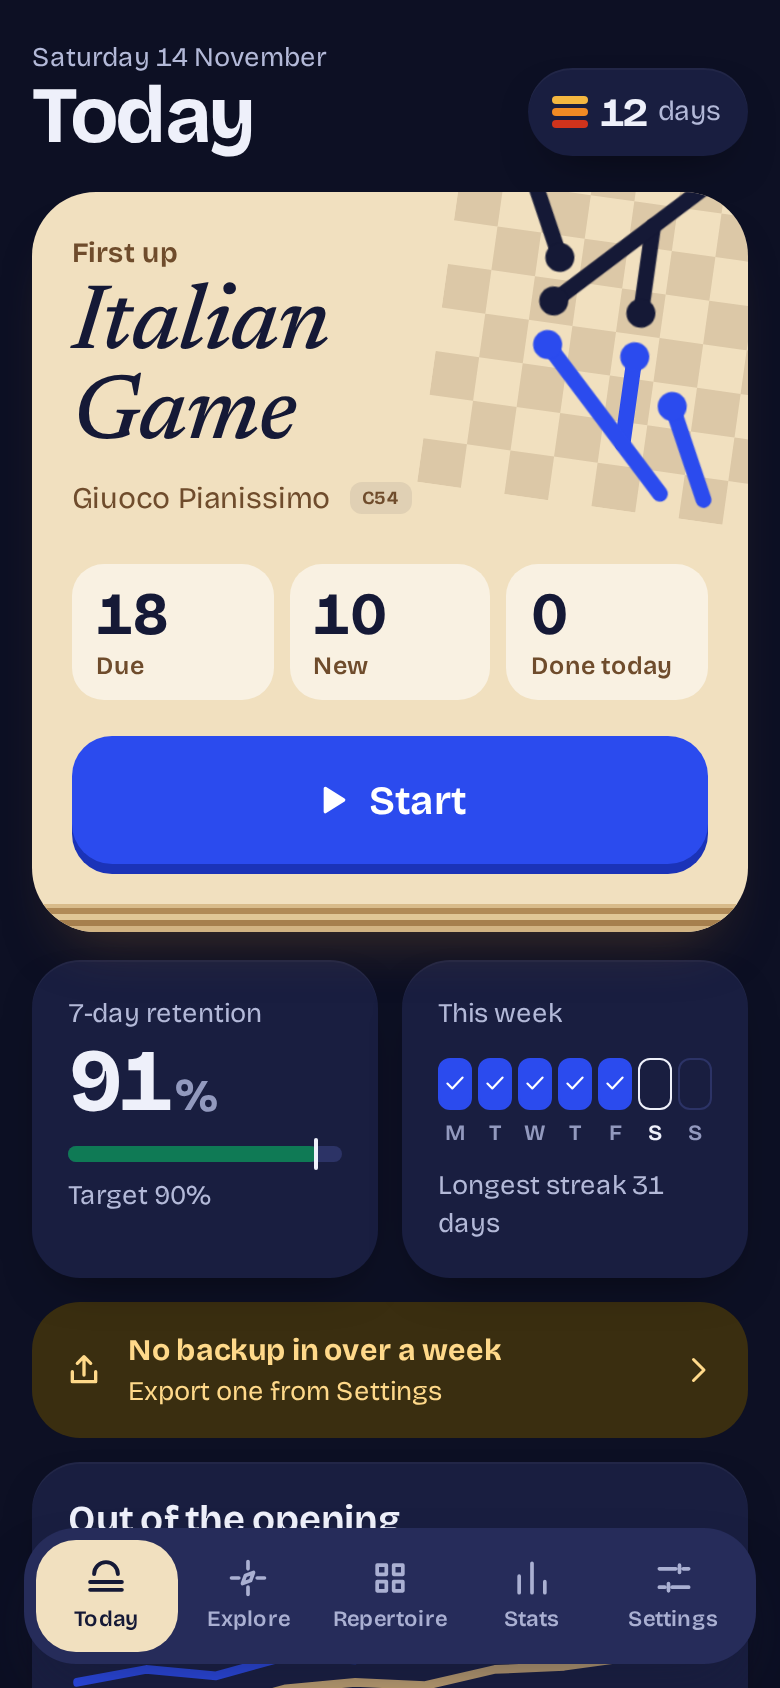 Saturday 14 November
Today
12 days
First up
Italian
Game
Giuoco Pianissimo C54
18
Due
10
New
0
Done today
Start
7-day retention
91%
Target 90%
This week
M T W T F S S
Longest streak 31
days
No backup in over a week
Export one from Settings
Out of the opening
Today
Explore
Repertoire
Stats
Settings